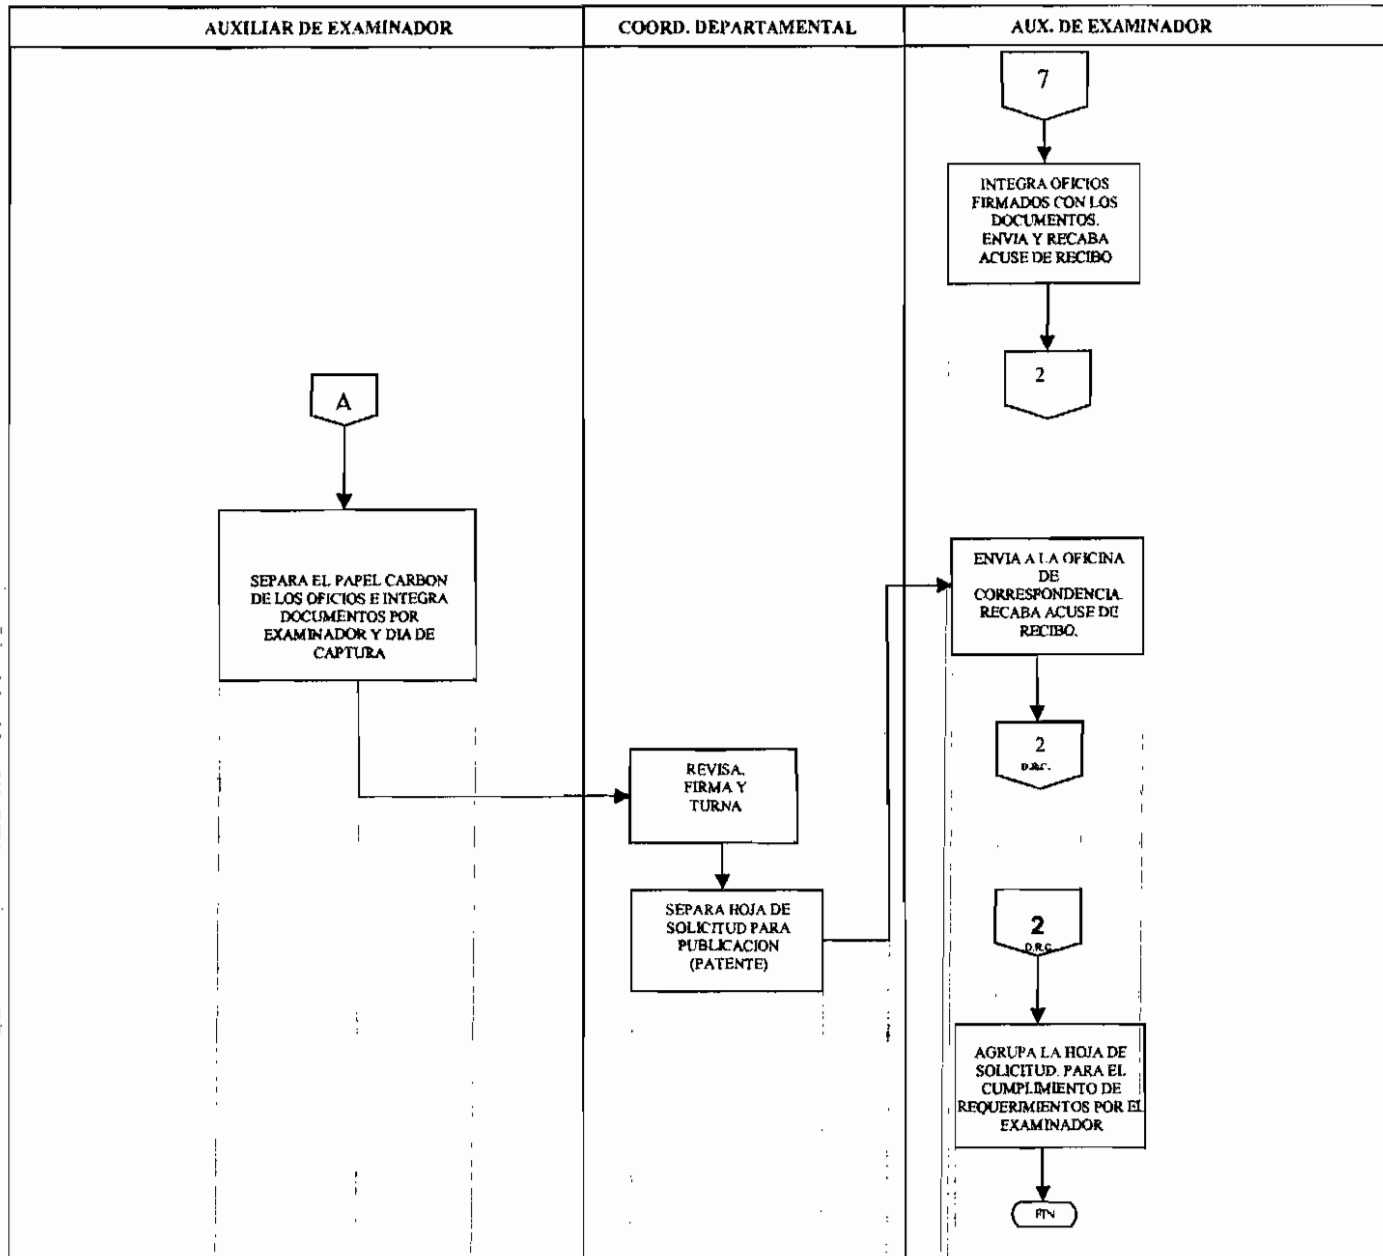 AUXILIAR DE EXAMINADOR
COORD. DEPARTAMENTAL
AUX. DE EXAMINADOR
7
INTEGRA OFICIOS
FIRMADOS CON LOS
DOCUMENTOS.
ENVIA Y RECABA
ACUSE DE RECIBO
2
A
SEPARA EL PAPEL CARBON
DE LOS OFICIOS E INTEGRA
DOCUMENTOS POR
EXAMINADOR Y DIA DE
CAPTURA
REVISA,
FIRMA Y
TURNA
SEPARA HOJA DE
SOLICITUD PARA
PUBLICACION
(PATENTE)
ENVIA A LA OFICINA
DE
CORRESPONDENCIA.
RECABA ACUSE DE
RECIBO.
2
D.R.C.
2
D.R.C
AGRUPA LA HOJA DE
SOLICITUD. PARA EL
CUMPLIMIENTO DE
REQUERIMIENTOS POR EL
EXAMINADOR
FIN